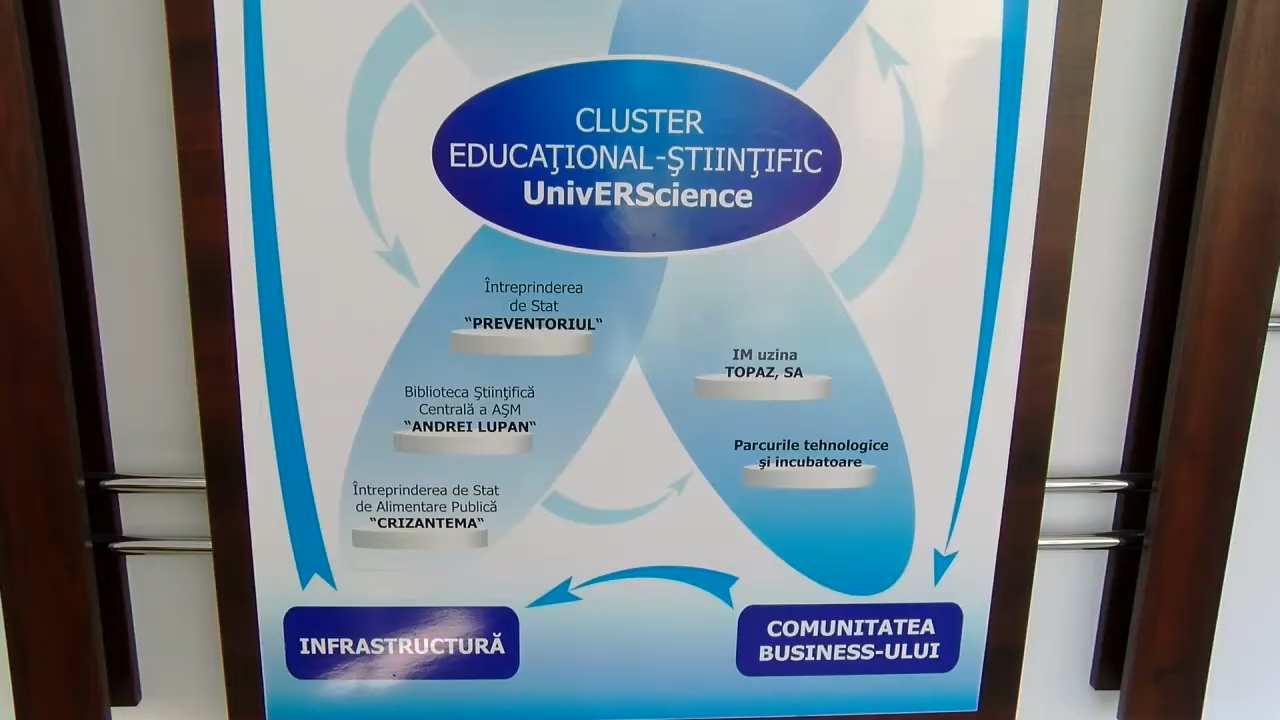 CLUSTER
EDUCAŢIONAL-ŞTIINŢIFIC
UnivERScience
Întreprinderea
de Stat
"PREVENTORIUL"
Biblioteca Ştiinţifică
Centrală a AŞM
"ANDREI LUPAN"
Întreprinderea de Stat
de Alimentare Publică
"CRIZANTEMA"
IM uzina
TOPAZ, SA
Parcurile tehnologice
şi incubatoare
INFRASTRUCTURĂ
COMUNITATEA
BUSINESS-ULUI